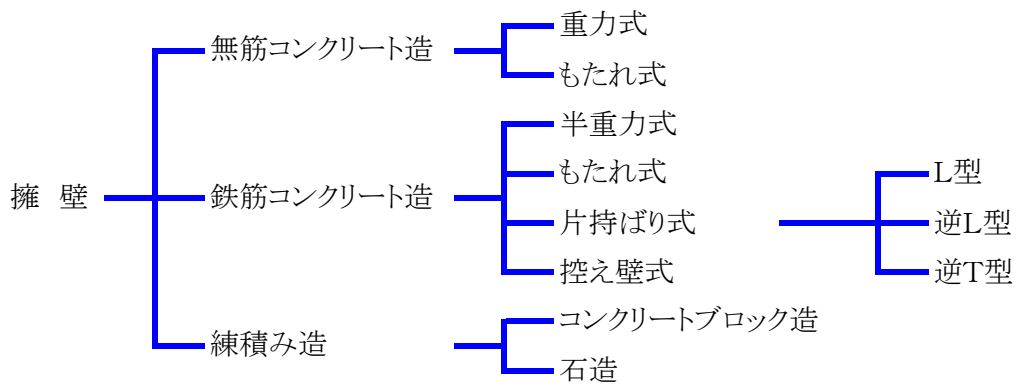 無筋コンクリート造
重力式
もたれ式
擁 壁
鉄筋コンクリート造
半重力式
もたれ式
片持ばり式
控え壁式
L型
逆L型
逆T型
練積み造
コンクリートブロック造
石造